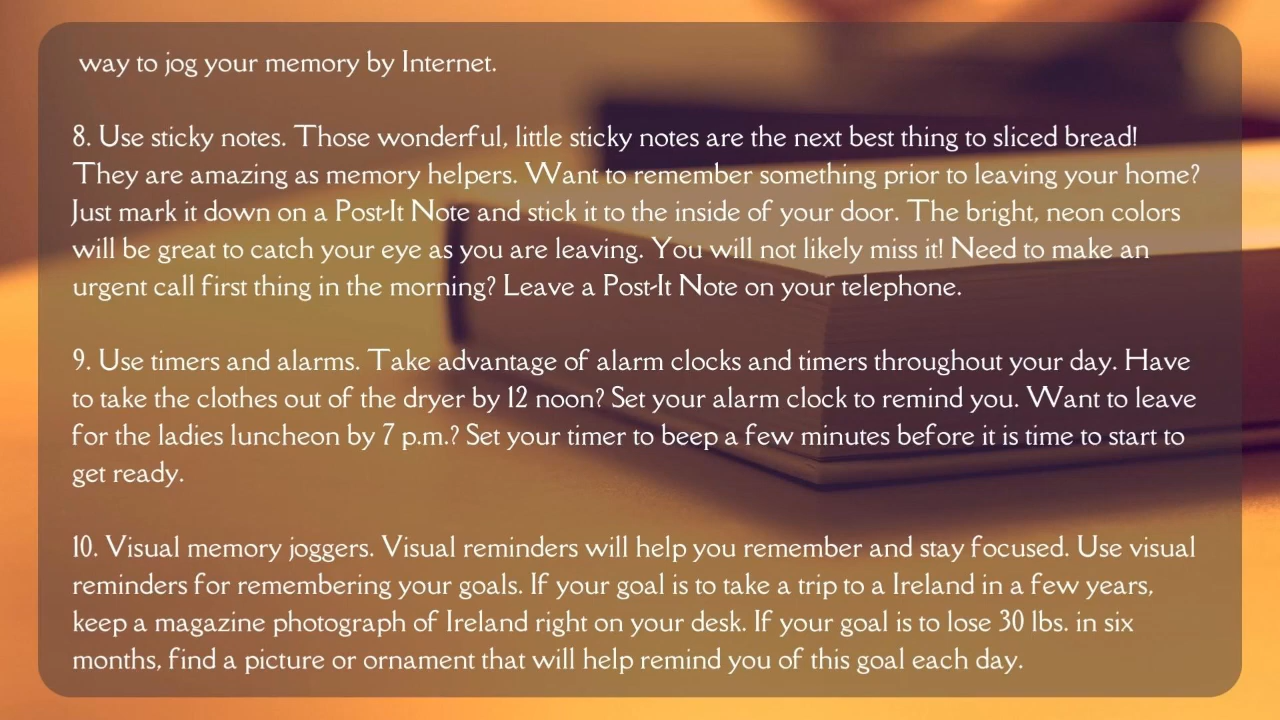 way to jog your memory by Internet.
8. Use sticky notes. Those wonderful, little sticky notes are the next best thing to sliced bread!
They are amazing as memory helpers. Want to remember something prior to leaving your home?
Just mark it down on a Post-It Note and stick it to the inside of your door. The bright, neon colors
will be great to catch your eye as you are leaving. You will not likely miss it! Need to make an
urgent call first thing in the morning? Leave a Post-It Note on your telephone.
9. Use timers and alarms. Take advantage of alarm clocks and timers throughout your day. Have
to take the clothes out of the dryer by 12 noon? Set your alarm clock to remind you. Want to leave
for the ladies luncheon by 7 p.m.? Set your timer to beep a few minutes before it is time to start to
get ready.
10. Visual memory joggers. Visual reminders will help you remember and stay focused. Use visual
reminders for remembering your goals. If your goal is to take a trip to a Ireland in a few years,
keep a magazine photograph of Ireland right on your desk. If your goal is to lose 30 lbs. in six
months, find a picture or ornament that will help remind you of this goal each day.